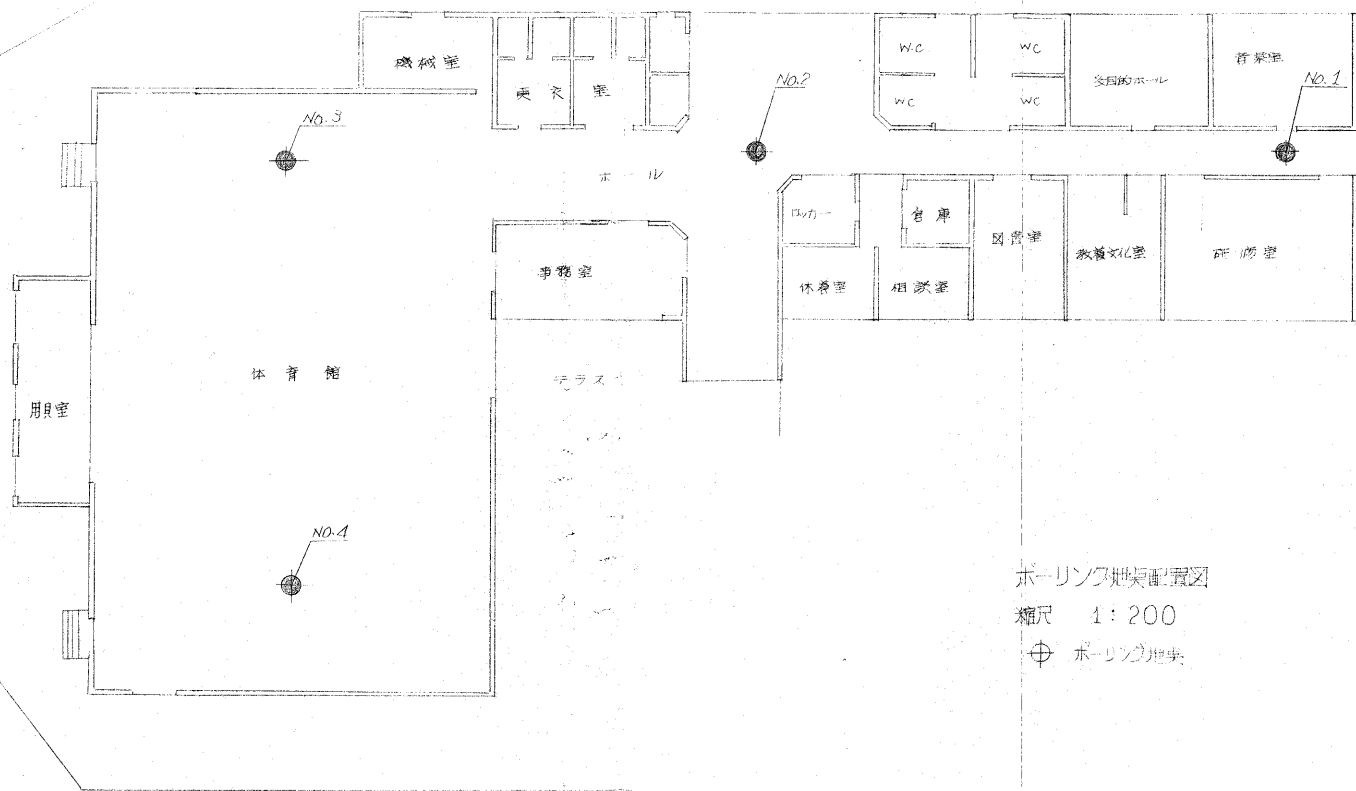 機械室
更衣室
W.C
WC
WC
WC
多目的ホール
音楽室
NO.1
NO.2
NO.3
ホール
ロッカー
倉庫
図書室
教養文化室
研修室
事務室
休養室
相談室
体育館
テラス
用具室
NO.4
ボーリング地点配置図
縮尺 1:200
ボーリング地点